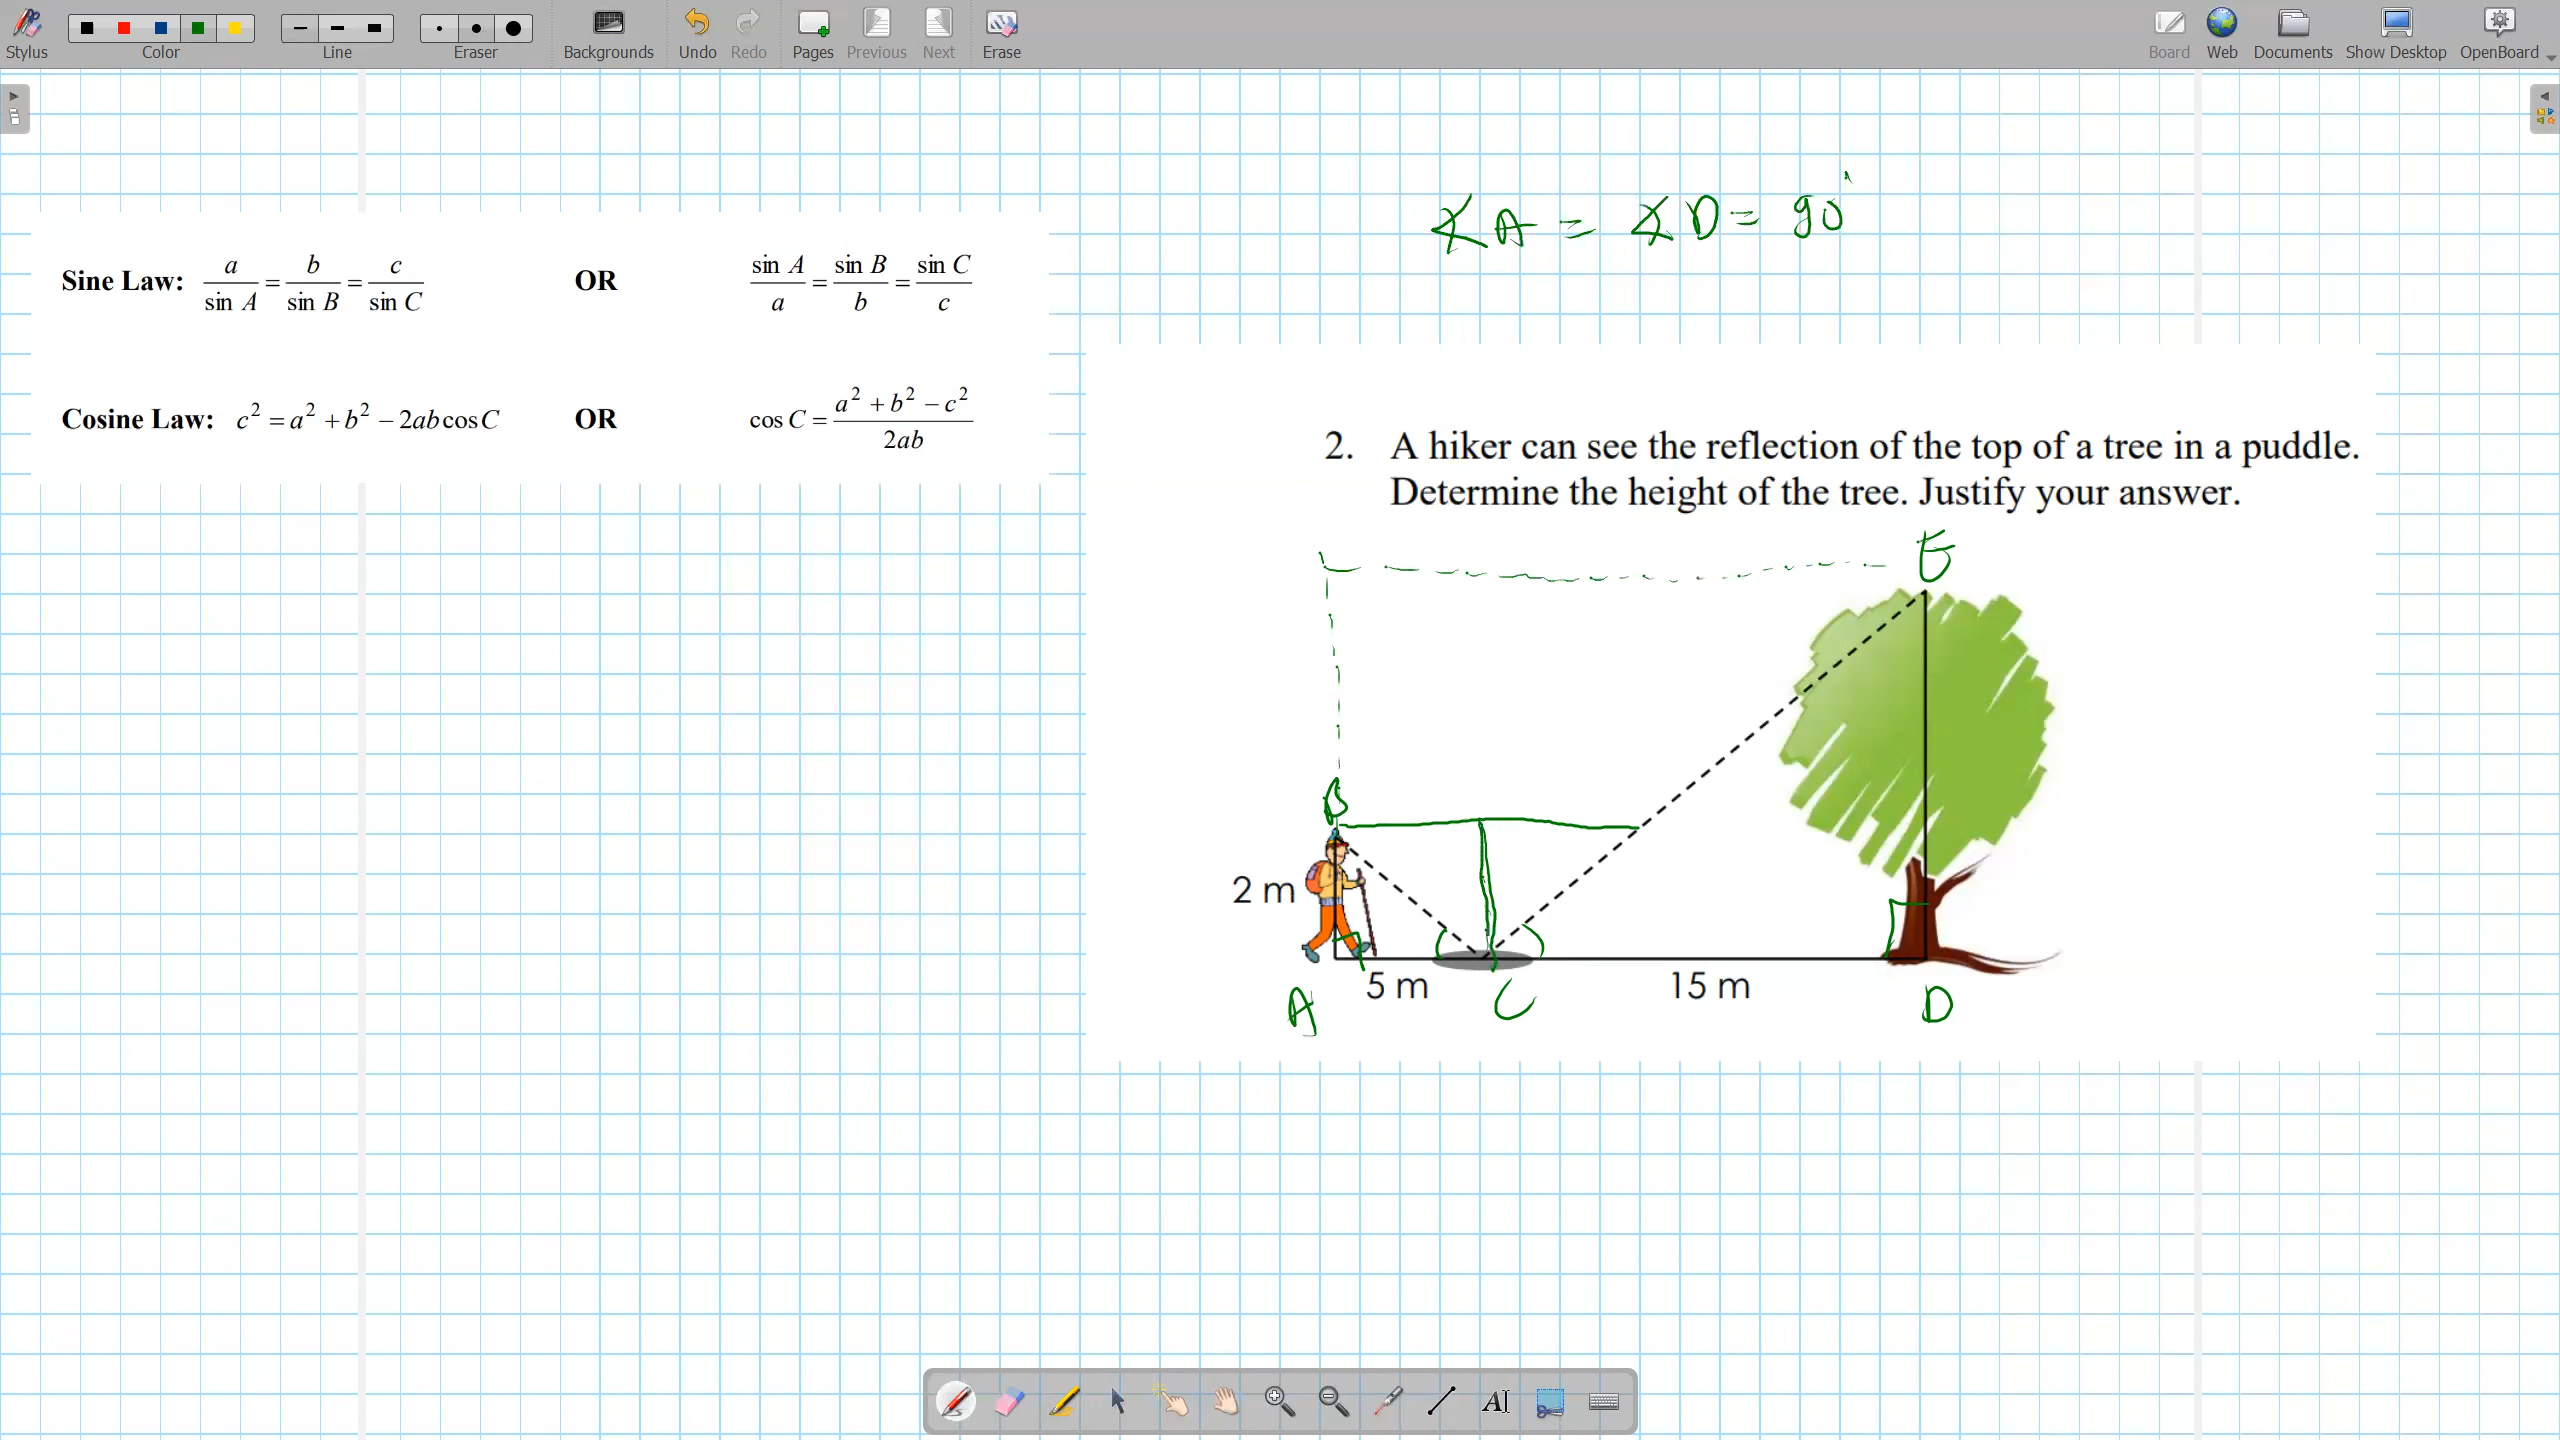 Stylus Color Line Eraser Backgrounds Undo Redo Pages Previous Next Erase Board Web Documents Show Desktop OpenBoard
∠A = ∠D = 90°
Sine Law: a/sin A = b/sin B = c/sin C OR sin A/a = sin B/b = sin C/c
Cosine Law: c² = a² + b² − 2ab cos C OR cos C = (a² + b² − c²)/2ab
2. A hiker can see the reflection of the top of a tree in a puddle.
Determine the height of the tree. Justify your answer.
E
B
2 m
5 m 15 m
A C D
AI